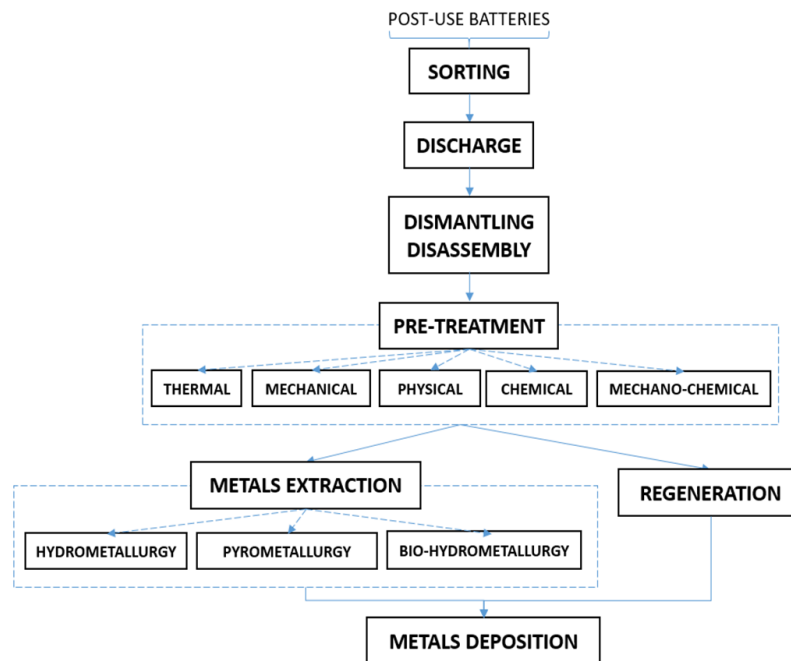 POST-USE BATTERIES
SORTING
DISCHARGE
DISMANTLING
DISASSEMBLY
PRE-TREATMENT
THERMAL
MECHANICAL
PHYSICAL
CHEMICAL
MECHANO-CHEMICAL
METALS EXTRACTION
REGENERATION
HYDROMETALLURGY
PYROMETALLURGY
BIO-HYDROMETALLURGY
METALS DEPOSITION